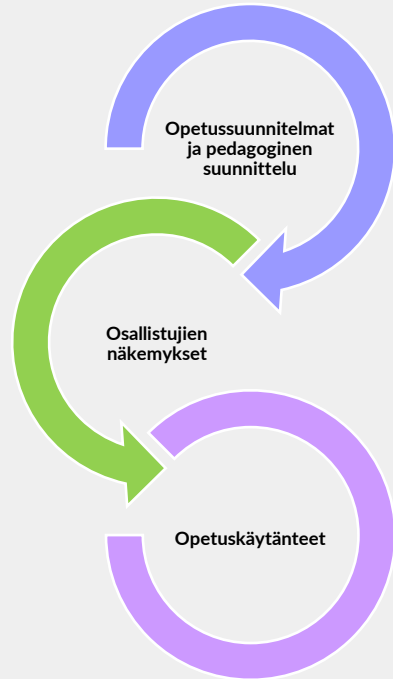 Opetussuunnitelmat
ja pedagoginen
suunnittelu
Osallistujien
näkemykset
Opetuskäytänteet